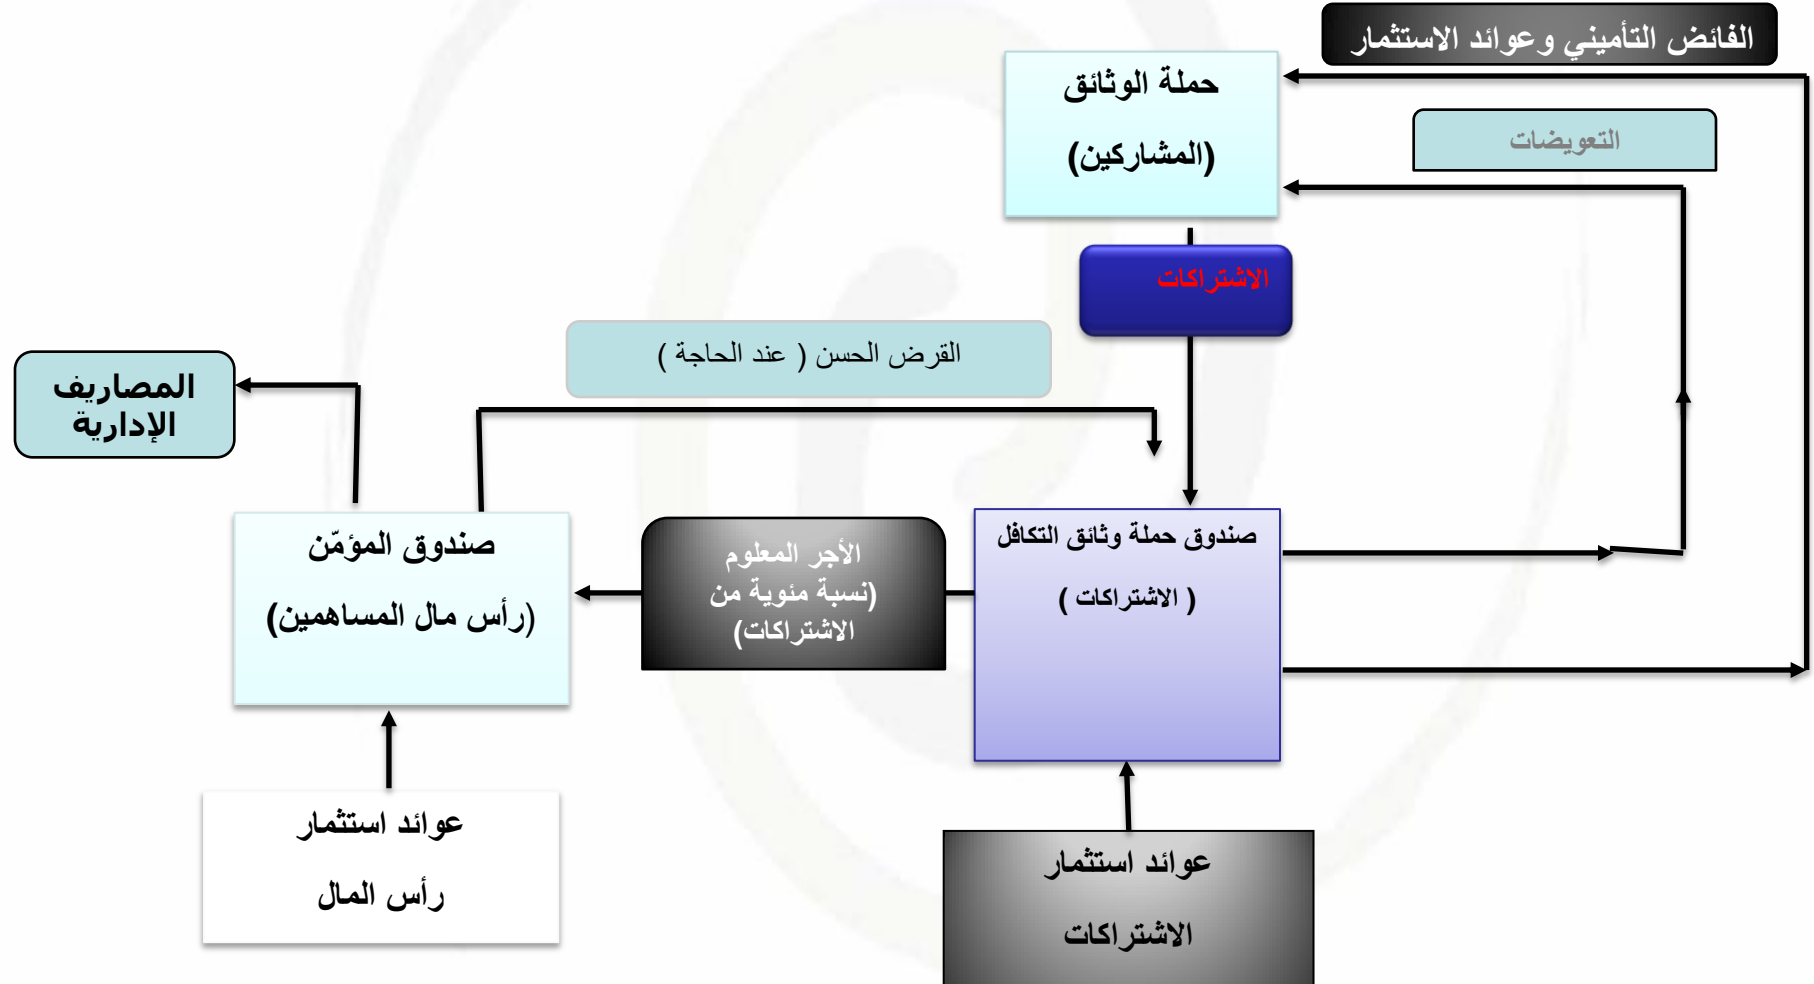 الفائض التأميني وعوائد الاستثمار
حملة الوثائق
(المشاركين)
التعويضات
الاشتراكات
القرض الحسن ( عند الحاجة )
المصاريف
الإدارية
صندوق حملة وثائق التكافل
( الاشتراكات )
الأجر المعلوم
(نسبة مئوية من
الاشتراكات)
صندوق المؤمّن
(رأس مال المساهمين)
عوائد استثمار
الاشتراكات
عوائد استثمار
رأس المال